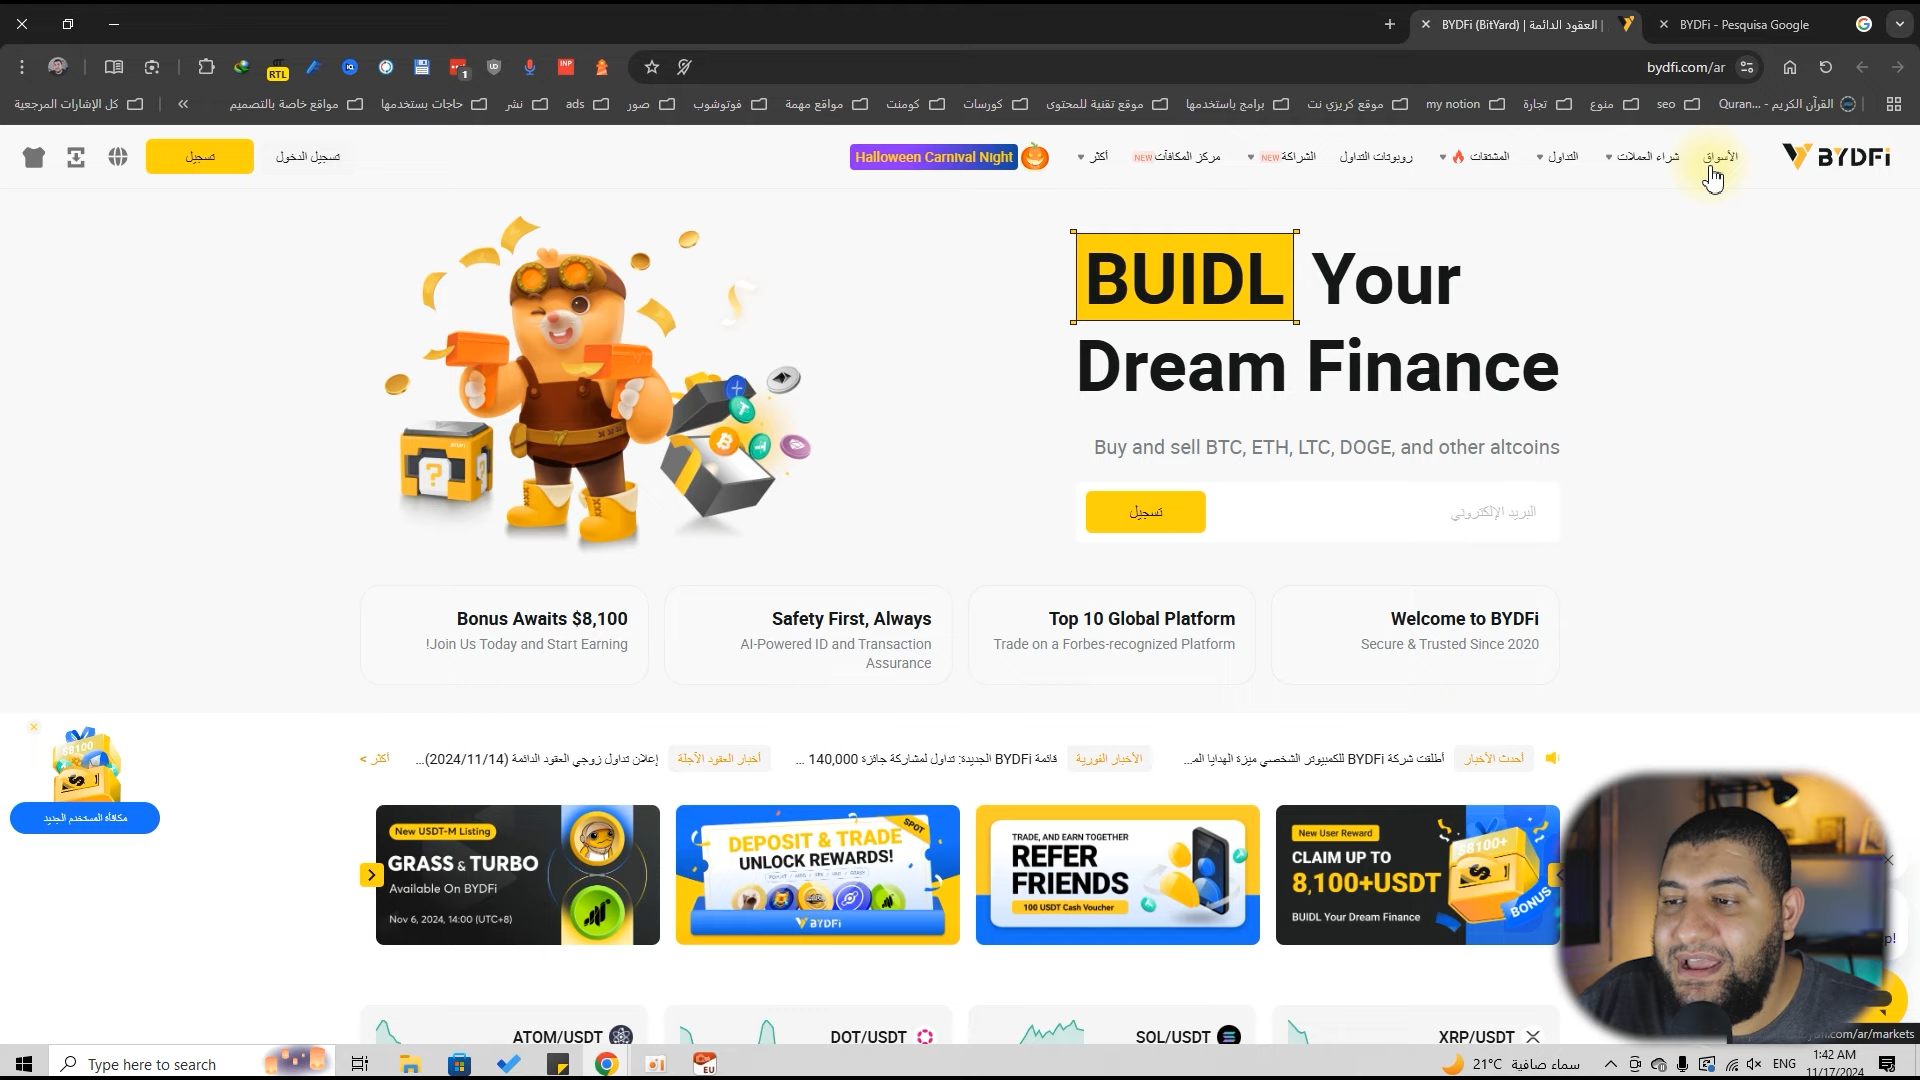 BYDFi (BitYard) | العقود الدائمة |
BYDFi - Pesquisa Google
RTL
1
INP
bydfi.com/ar
القرآن الكريم - ...Quran
seo
منوع
تجارة
my notion
موقع كريزي نت
برامج باستخدمها
موقع تقنية للمحتوى
كورسات
كومنت
مواقع مهمة
فوتوشوب
صور
ads
نشر
حاجات بستخدمها
مواقع خاصة بالتصميم
كل الإشارات المرجعية
BYDFi
الأسواق
شراء العملات
التداول
المشتقات
روبوتات التداول
الشراكة NEW
مركز المكافآت NEW
أكثر
Halloween Carnival Night
تسجيل الدخول
تسجيل
BUIDL Your
Dream Finance
Buy and sell BTC, ETH, LTC, DOGE, and other altcoins
البريد الإلكتروني
تسجيل
BYDFi
Welcome to BYDFi
Secure & Trusted Since 2020
Top 10 Global Platform
Trade on a Forbes-recognized Platform
Safety First, Always
AI-Powered ID and Transaction
Assurance
Bonus Awaits $8,100
!Join Us Today and Start Earning
أحدث الأخبار
أطلقت شركة BYDFi للكمبيوتر الشخصي ميزة الهدايا الم...
الأخبار الفورية
قائمة BYDFi الجديدة: تداول لمشاركة جائزة 140,000 ...
أخبار العقود الآجلة
إعلان تداول زوجي العقود الدائمة (2024/11/14)...
أكثر >
$8100
مكافأة المستخدم الجديد
New User Reward
CLAIM UP TO
8,100+USDT
BUIDL Your Dream Finance
$8100+
BONUS
TRADE, AND EARN TOGETHER
REFER
FRIENDS
100 USDT Cash Voucher
SPOT
DEPOSIT & TRADE
UNLOCK REWARDS!
BYDFi
New USDT-M Listing
GRASS & TURBO
Available On BYDFi
Nov 6, 2024, 14:00 (UTC+8)
XRP/USDT
SOL/USDT
DOT/USDT
ATOM/USDT
p!
.com/ar/markets
Type here to search
EU
21°C سماء صافية
ENG
1:42 AM
11/17/2024